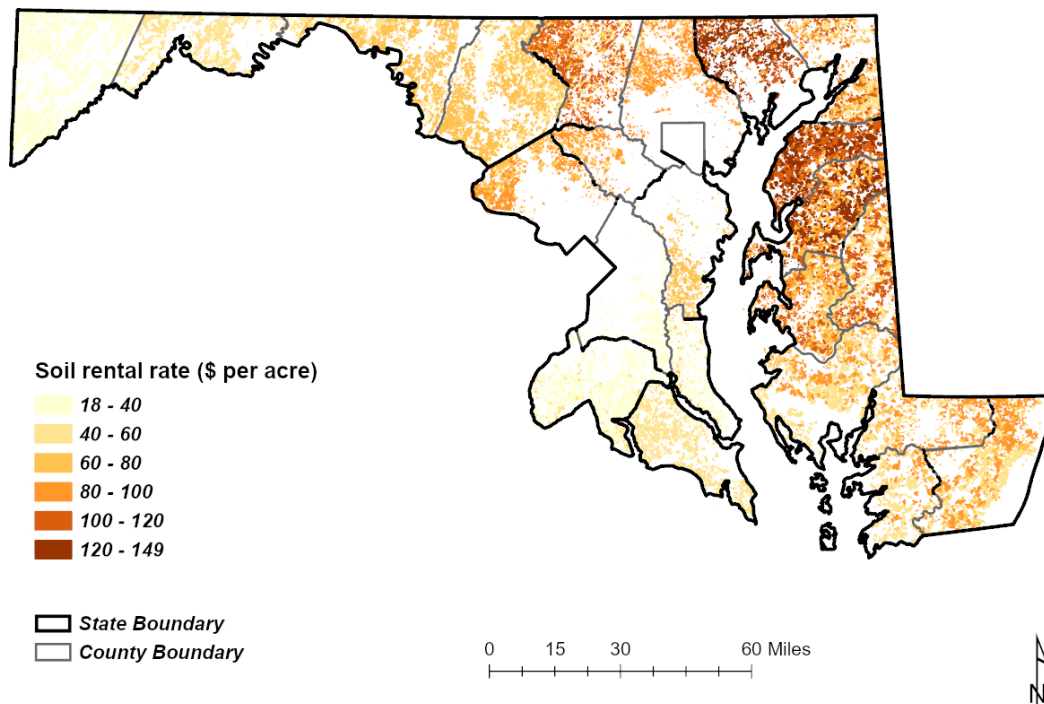 Soil rental rate ($ per acre)
18 - 40
40 - 60
60 - 80
80 - 100
100 - 120
120 - 149
State Boundary
County Boundary
0 15 30 60 Miles
N